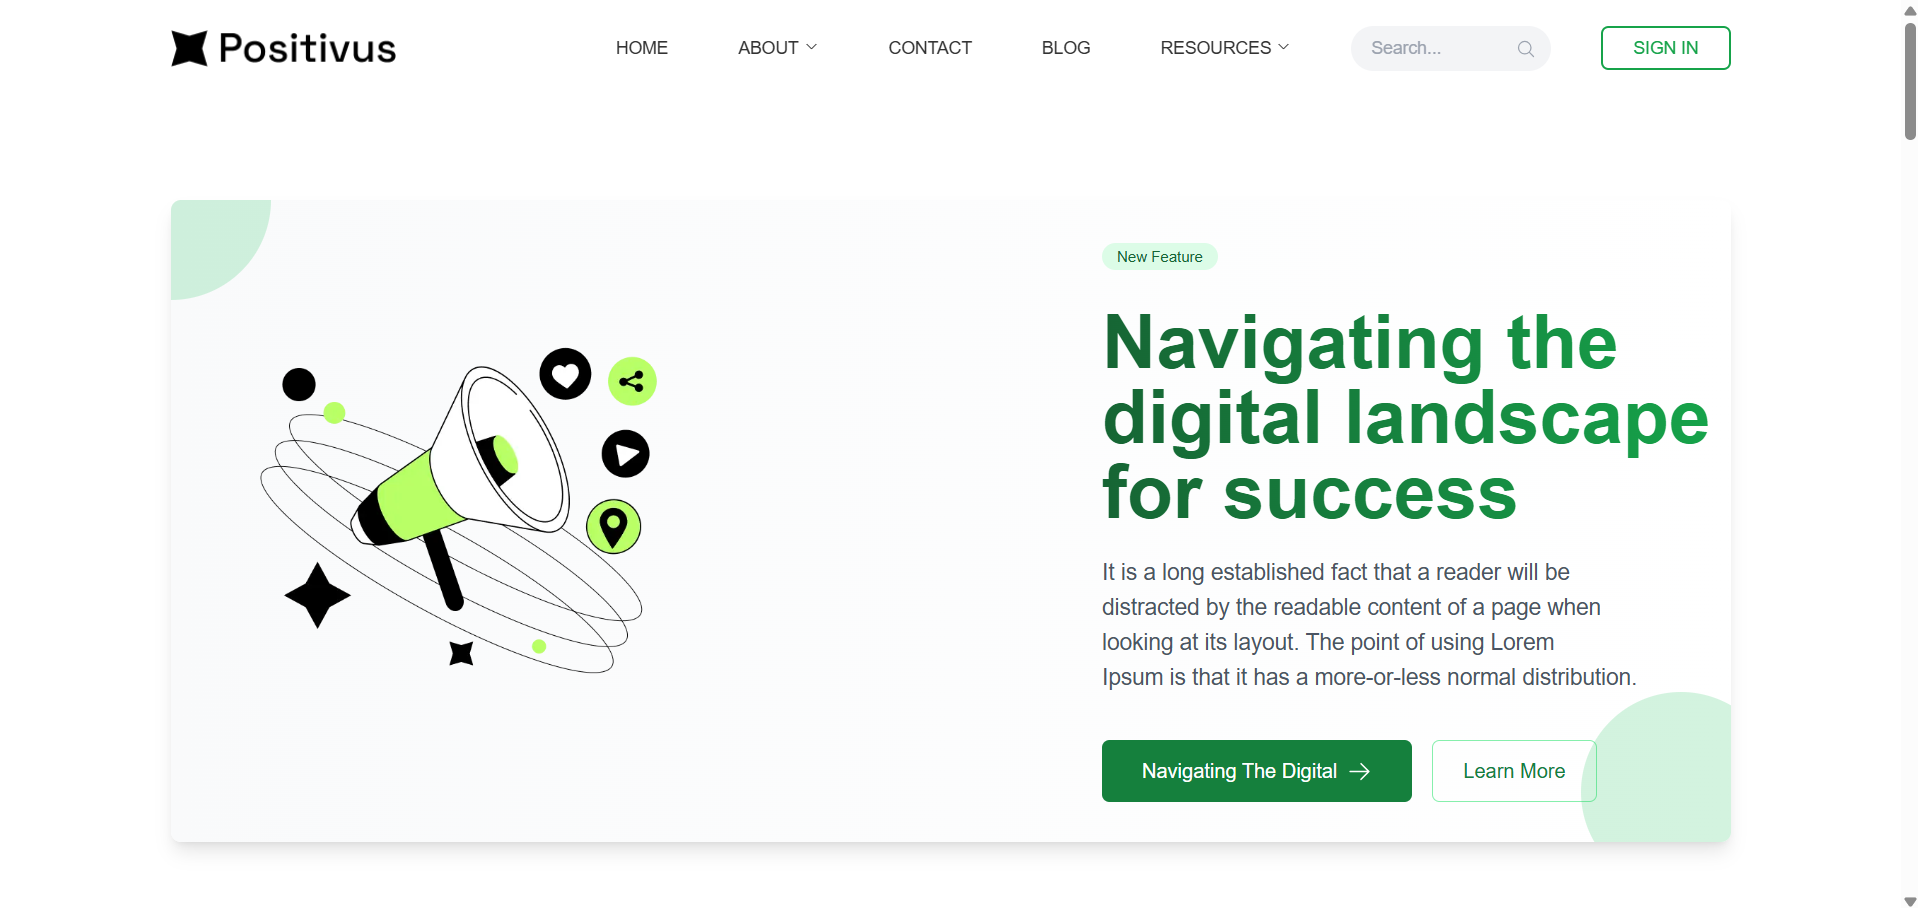 Positivus
HOME
ABOUT
CONTACT
BLOG
RESOURCES
Search...
SIGN IN
New Feature
Navigating the
digital landscape
for success
It is a long established fact that a reader will be
distracted by the readable content of a page when
looking at its layout. The point of using Lorem
Ipsum is that it has a more-or-less normal distribution.
Navigating The Digital
Learn More